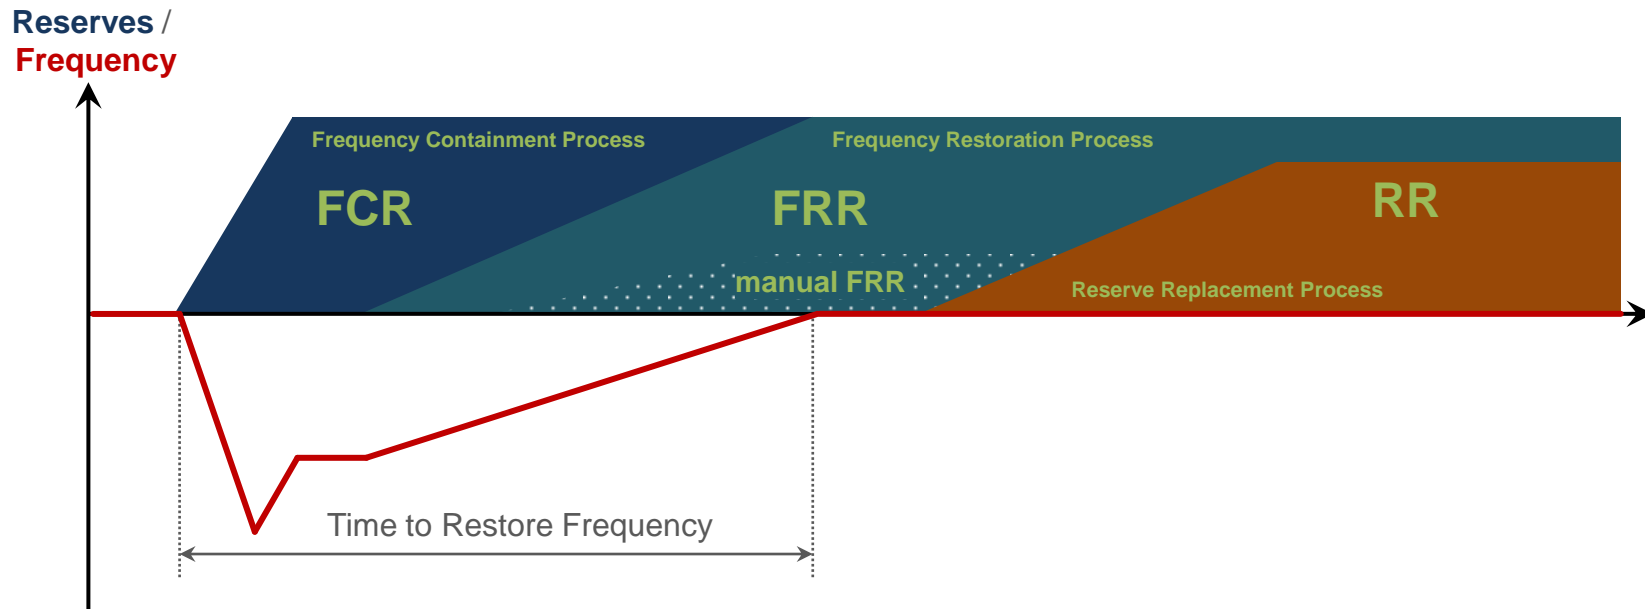 Reserves /
Frequency
Frequency Containment Process
Frequency Restoration Process
FCR
FRR
RR
manual FRR
Reserve Replacement Process
Time to Restore Frequency